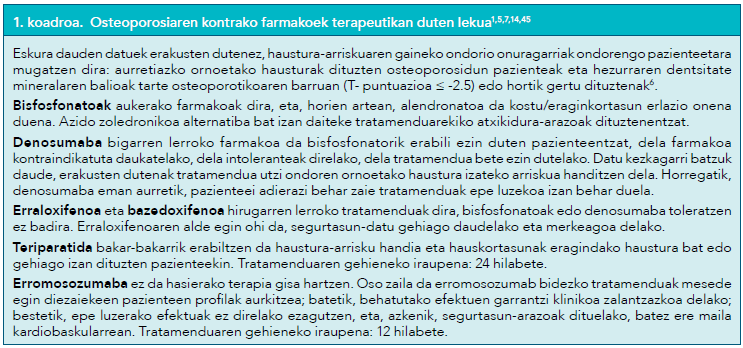 1. koadroa. Osteoporosiaren kontrako farmakoek terapeutikan duten lekua1,5,7,14,45
Eskura dauden datuek erakusten dutenez, haustura-arriskuaren gaineko ondorio onuragarriak ondorengo pazienteetara
mugatzen dira: aurretiazko ornoetako hausturak dituzten osteoporosidun pazienteak eta hezurraren dentsitate
mineralaren balioak tarte osteoporotikoaren barruan (T- puntuazioa ≤ -2.5) edo hortik gertu dituztenak6.
Bisfosfonatoak aukerako farmakoak dira, eta, horien artean, alendronatoa da kostu/eraginkortasun erlazio onena
duena. Azido zoledronikoa alternatiba bat izan daiteke tratamenduarekiko atxikidura-arazoak dituztenentzat.
Denosumaba bigarren lerroko farmakoa da bisfosfonatorik erabili ezin duten pazienteentzat, dela farmakoa
kontraindikatuta daukatelako, dela intoleranteak direlako, dela tratamendua bete ezin dutelako. Datu kezkagarri batzuk
daude, erakusten dutenak tratamendua utzi ondoren ornoetako haustura izateko arriskua handitzen dela. Horregatik,
denosumaba eman aurretik, pazienteei adierazi behar zaie tratamenduak epe luzekoa izan behar duela.
Erraloxifenoa eta bazedoxifenoa hirugarren lerroko tratamenduak dira, bisfosfonatoak edo denosumaba toleratzen
ez badira. Erraloxifenoaren alde egin ohi da, segurtasun-datu gehiago daudelako eta merkeagoa delako.
Teriparatida bakar-bakarrik erabiltzen da haustura-arrisku handia eta hauskortasunak eragindako haustura bat edo
gehiago izan dituzten pazienteekin. Tratamenduaren gehieneko iraupena: 24 hilabete.
Erromosozumaba ez da hasierako terapia gisa hartzen. Oso zaila da erromosozumab bidezko tratamenduak mesede
egin diezaiekeen pazienteen profilak aurkitzea; batetik, behatutako efektuen garrantzi klinikoa zalantzazkoa delako;
bestetik, epe luzerako efektuak ez direlako ezagutzen, eta, azkenik, segurtasun-arazoak dituelako, batez ere maila
kardiobaskularrean. Tratamenduaren gehieneko iraupena: 12 hilabete.